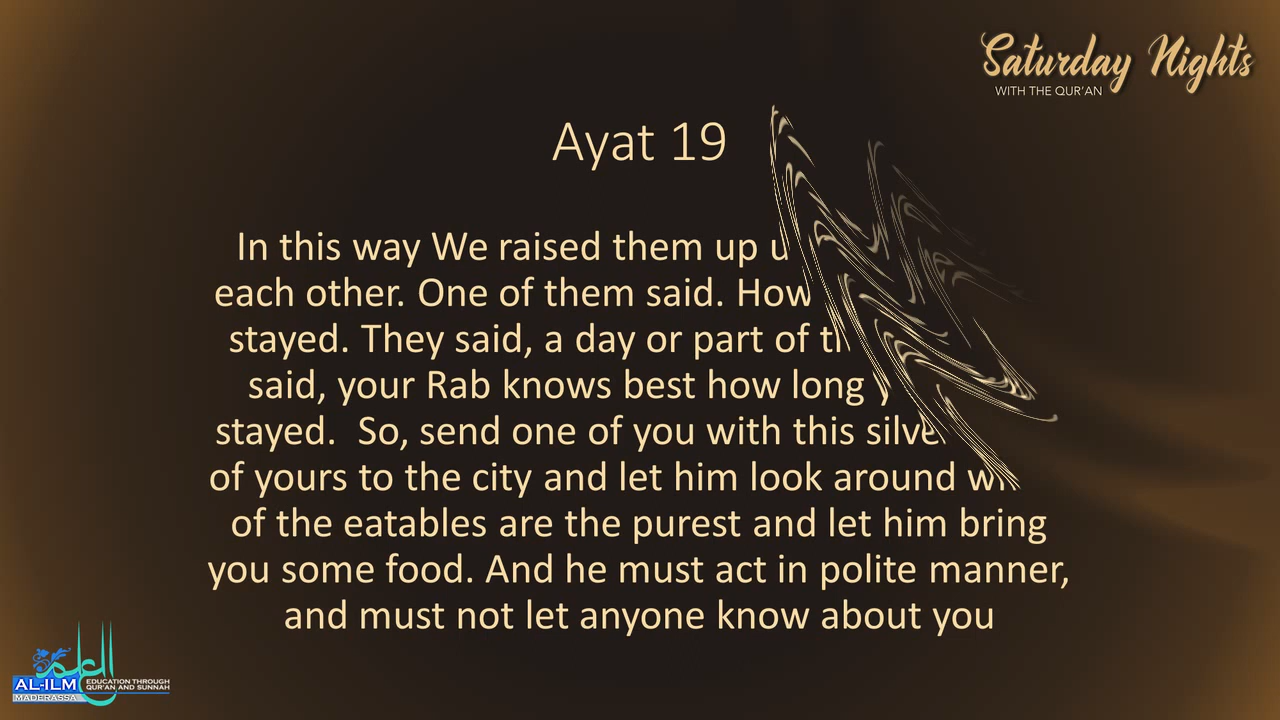 Saturday Nights
WITH THE QUR'AN
Ayat 19
In this way We raised them up
each other. One of them said. How
stayed. They said, a day or part of
said, your Rab knows best how long
stayed. So, send one of you with this
of yours to the city and let him look around
of the eatables are the purest and let him bring
you some food. And he must act in polite manner,
and must not let anyone know about you
العلم
AL-ILM
MADERASSA
EDUCATION THROUGH
QUR'AN AND SUNNAH